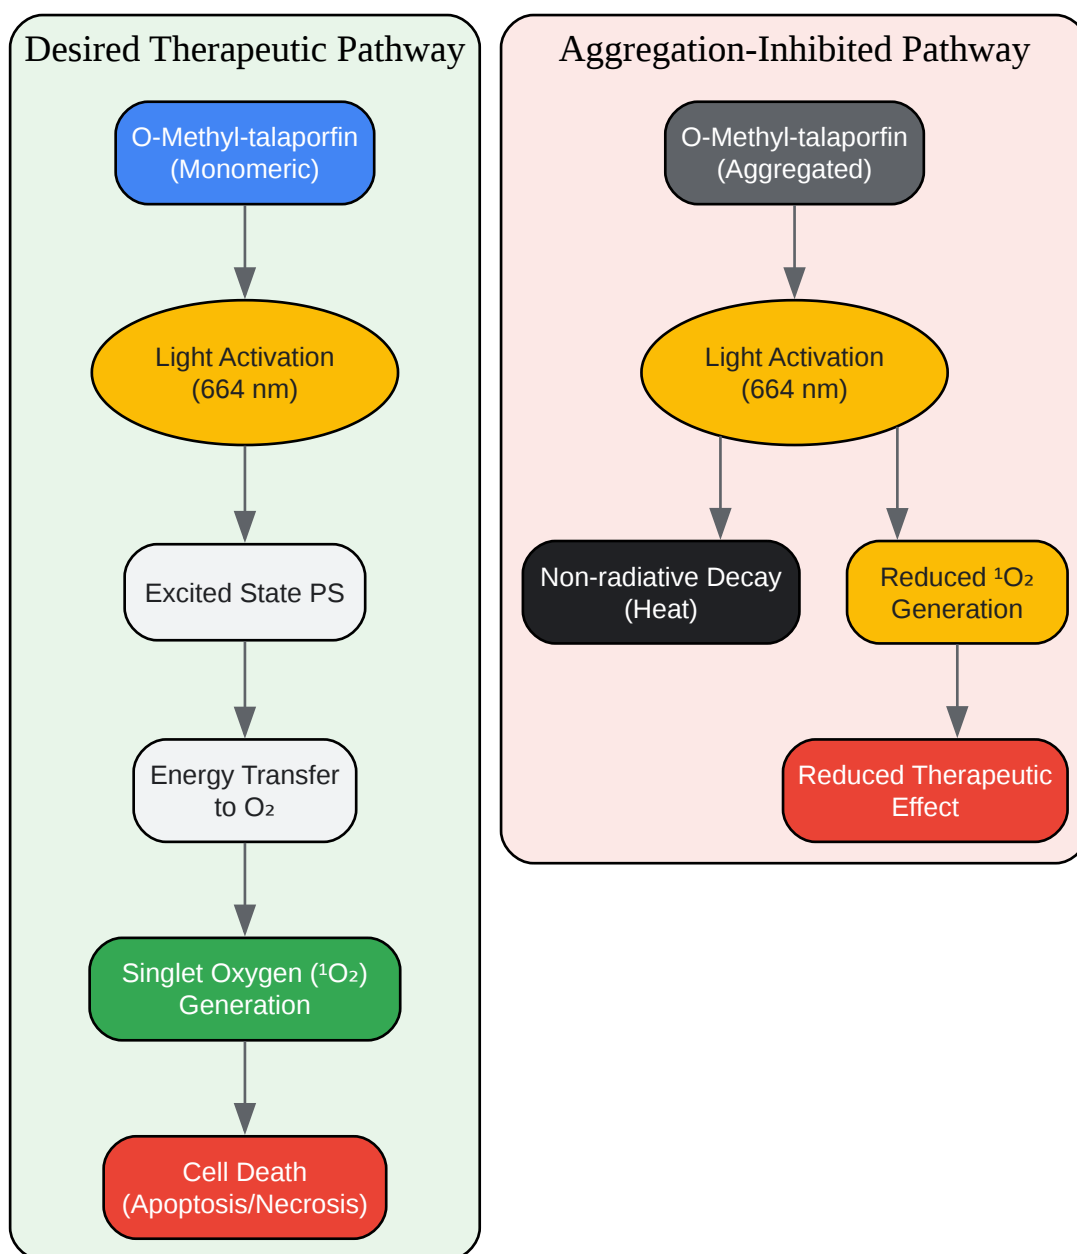 Desired Therapeutic Pathway
O-Methyl-talaporfin
(Monomeric)
Light Activation
(664 nm)
Excited State PS
Energy Transfer
to O₂
Singlet Oxygen (¹O₂)
Generation
Cell Death
(Apoptosis/Necrosis)
Aggregation-Inhibited Pathway
O-Methyl-talaporfin
(Aggregated)
Light Activation
(664 nm)
Non-radiative Decay
(Heat)
Reduced ¹O₂
Generation
Reduced Therapeutic
Effect